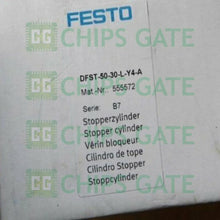 FESTO
DFST-50-30-L-Y4-A
Mat.-Nr.: 555572
Serie: B7
Stopperzylinder
Stopper cylinder
Vérin bloqueur
Cilindro de tope
Cilindro Stopper
Stoppcylinder
CHIPS GATE